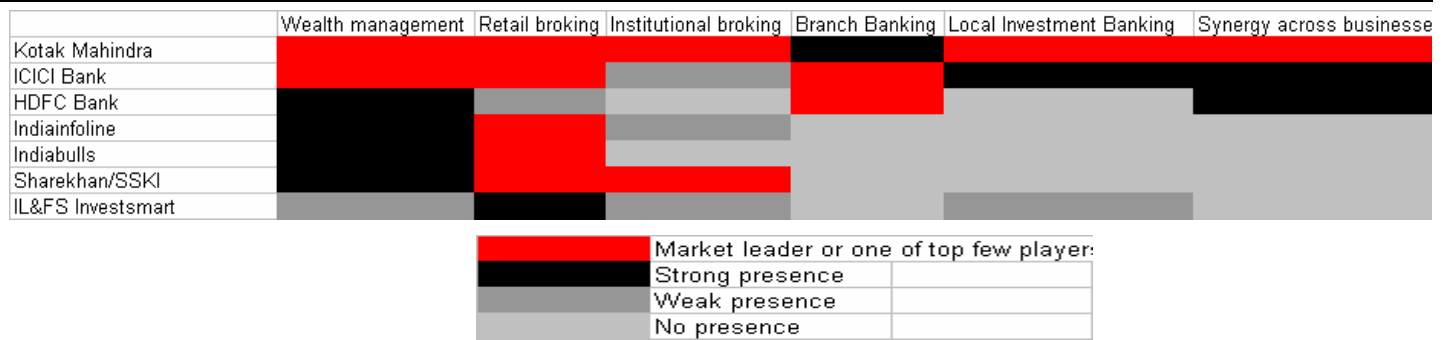 Wealth management Retail broking Institutional broking Branch Banking Local Investment Banking Synergy across businesse
Kotak Mahindra
ICICI Bank
HDFC Bank
Indiainfoline
Indiabulls
Sharekhan/SSKI
IL&FS Investsmart
Market leader or one of top few player
Strong presence
Weak presence
No presence